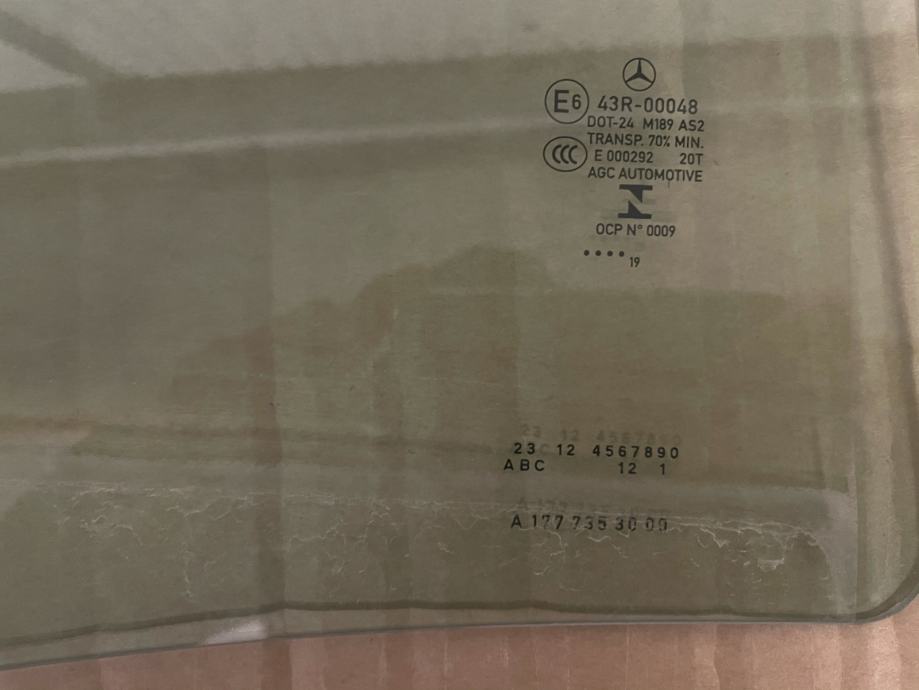 E6 43R-00048
DOT-24 M189 AS2
TRANSP. 70% MIN.
CCC E 000292 20T
AGC AUTOMOTIVE
N
OCP N° 0009
•••• 19
23 12 4567890
ABC 12 1
A 177 735 30 00